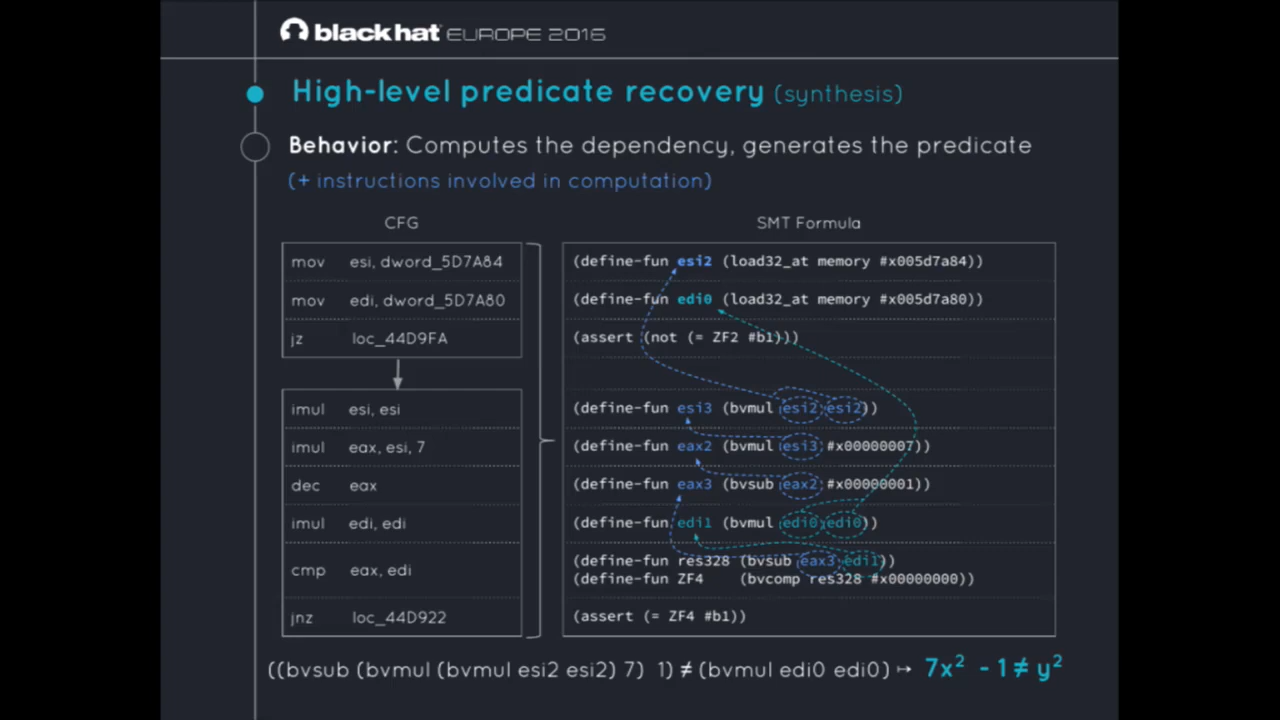 black hat EUROPE 2016
High-level predicate recovery (synthesis)
Behavior: Computes the dependency, generates the predicate
(+ instructions involved in computation)
CFG
SMT Formula
mov esi, dword_5D7A84
mov edi, dword_5D7A80
jz loc_44D9FA
imul esi, esi
imul eax, esi, 7
dec eax
imul edi, edi
cmp eax, edi
jnz loc_44D922
(define-fun esi2 (load32_at memory #x005d7a84))
(define-fun edi0 (load32_at memory #x005d7a80))
(assert (not (= ZF2 #b1)))
(define-fun esi3 (bvmul esi2 esi2))
(define-fun eax2 (bvmul esi3 #x00000007))
(define-fun eax3 (bvsub eax2 #x00000001))
(define-fun edi1 (bvmul edi0 edi0))
(define-fun res328 (bvsub eax3 edi1))
(define-fun ZF4 (bvcomp res328 #x00000000))
(assert (= ZF4 #b1))
((bvsub (bvmul (bvmul esi2 esi2) 7) 1) ≠ (bvmul edi0 edi0) ↦ 7x² - 1 ≠ y²